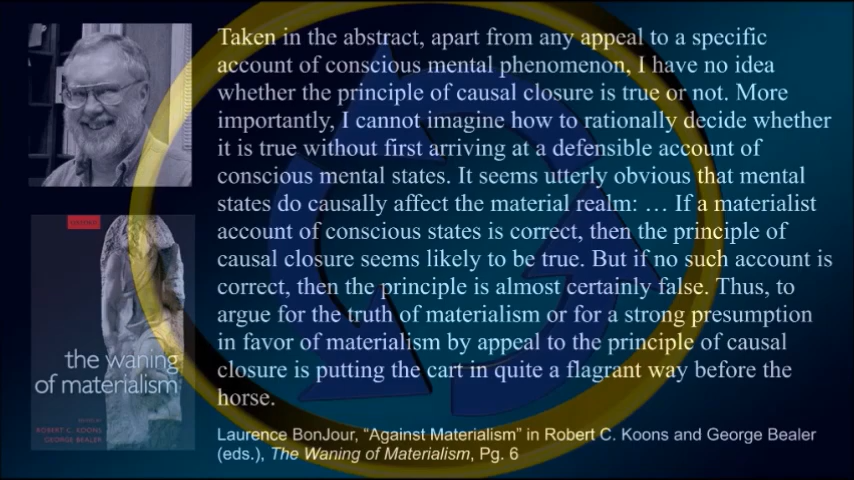 Taken in the abstract, apart from any appeal to a specific
account of conscious mental phenomenon, I have no idea
whether the principle of causal closure is true or not. More
importantly, I cannot imagine how to rationally decide whether
it is true without first arriving at a defensible account of
conscious mental states. It seems utterly obvious that mental
states do causally affect the material realm: … If a materialist
account of conscious states is correct, then the principle of
causal closure seems likely to be true. But if no such account is
correct, then the principle is almost certainly false. Thus, to
argue for the truth of materialism or for a strong presumption
in favor of materialism by appeal to the principle of causal
closure is putting the cart in quite a flagrant way before the
horse.
Laurence BonJour, “Against Materialism” in Robert C. Koons and George Bealer
(eds.), The Waning of Materialism, Pg. 6
the waning
of materialism
ROBERT C. KOONS
GEORGE BEALER